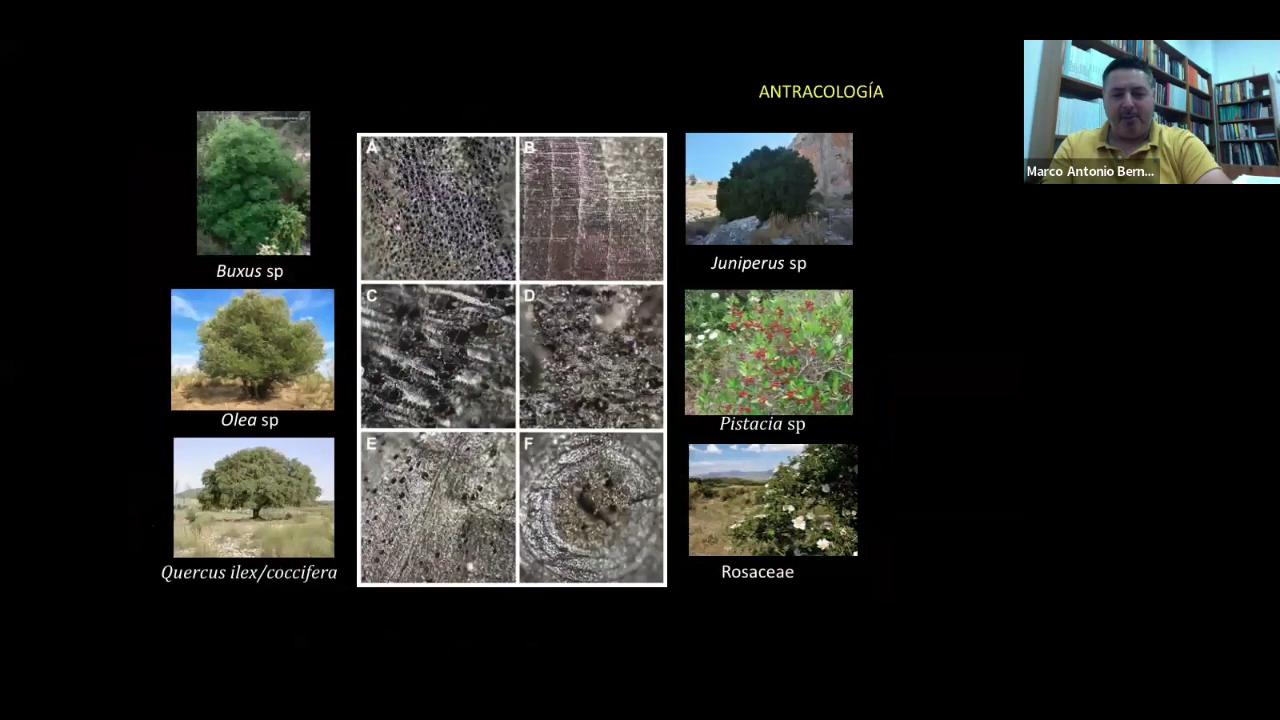 ANTRACOLOGÍA
Marco Antonio Bern...
A
B
Buxus sp
Juniperus sp
C
D
Olea sp
Pistacia sp
E
F
Quercus ilex/coccifera
Rosaceae